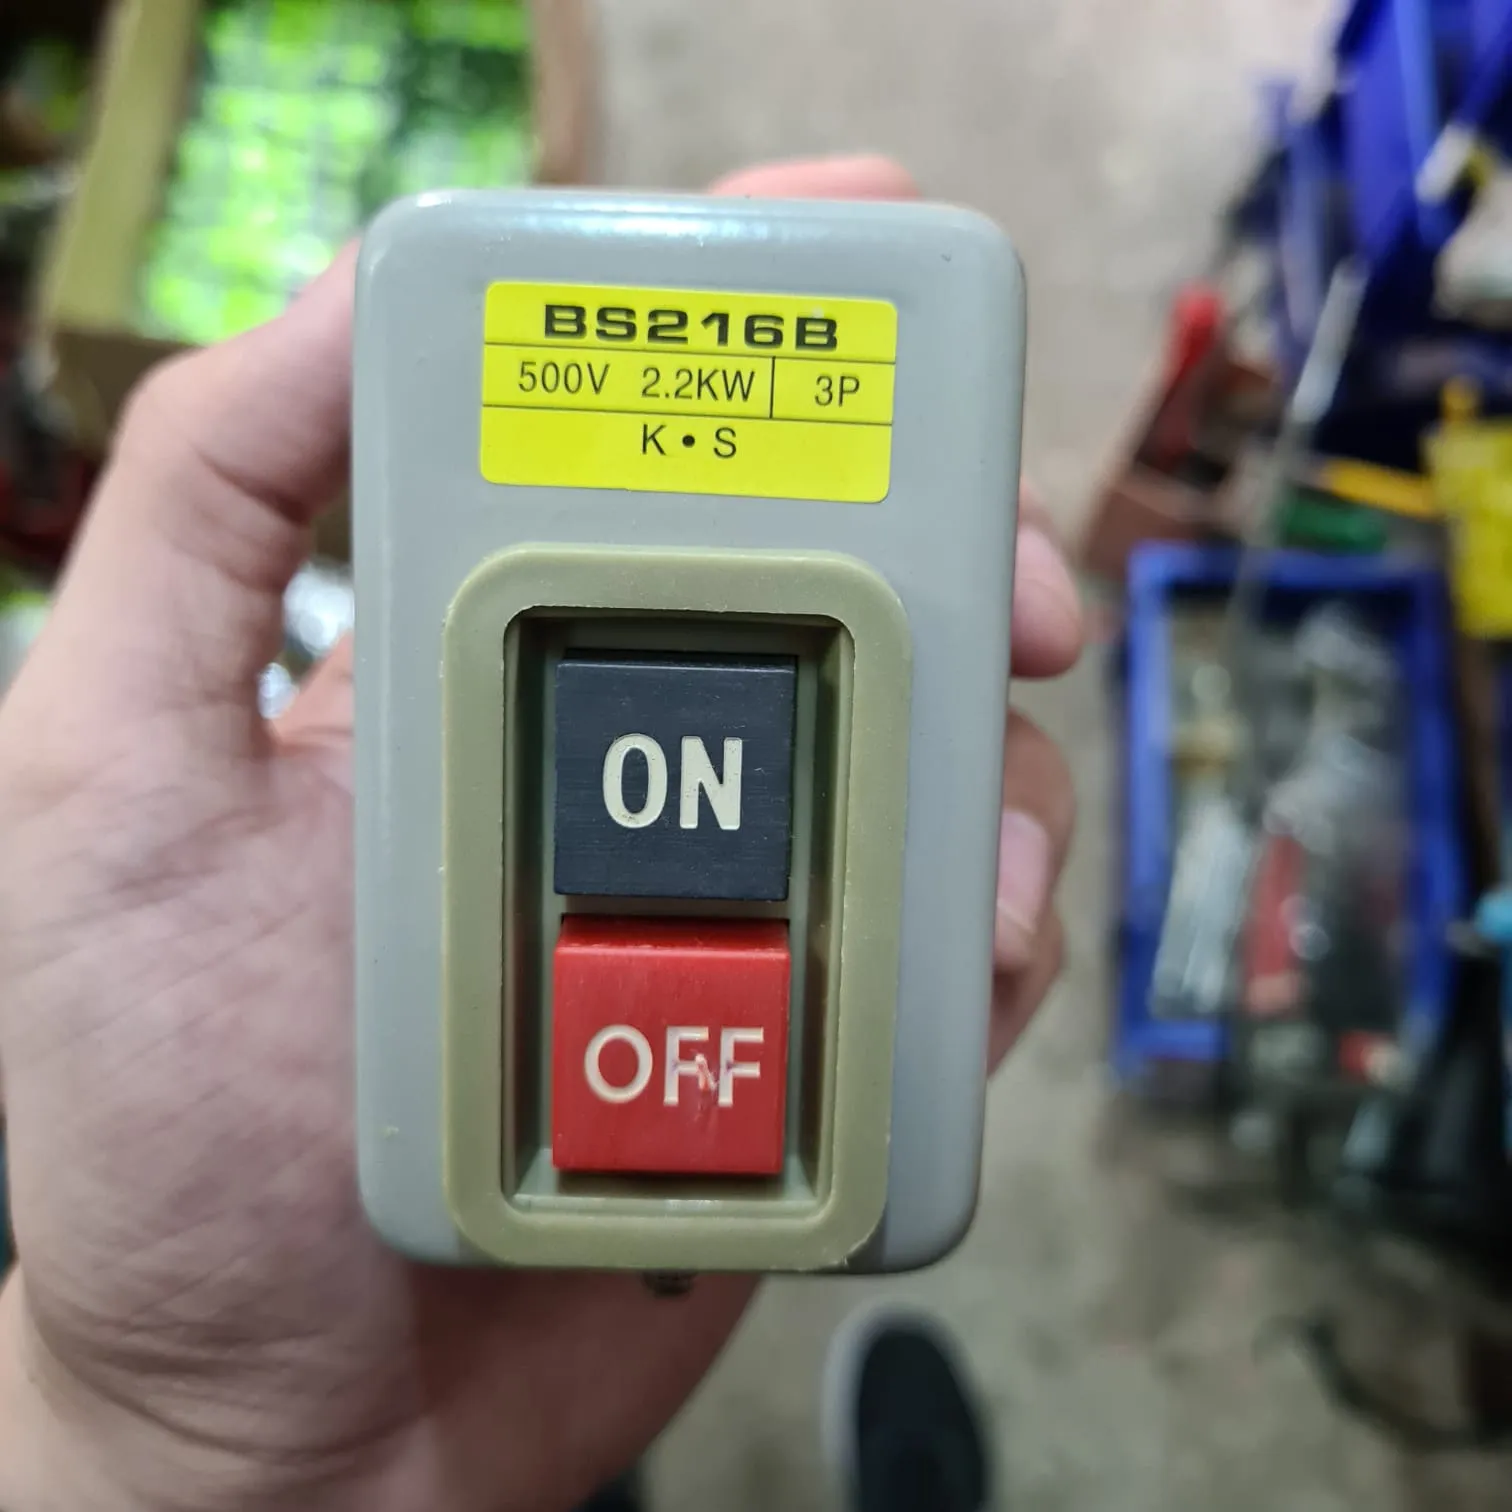 BS216B
500V 2.2KW 3P
K • S
ON
OFF